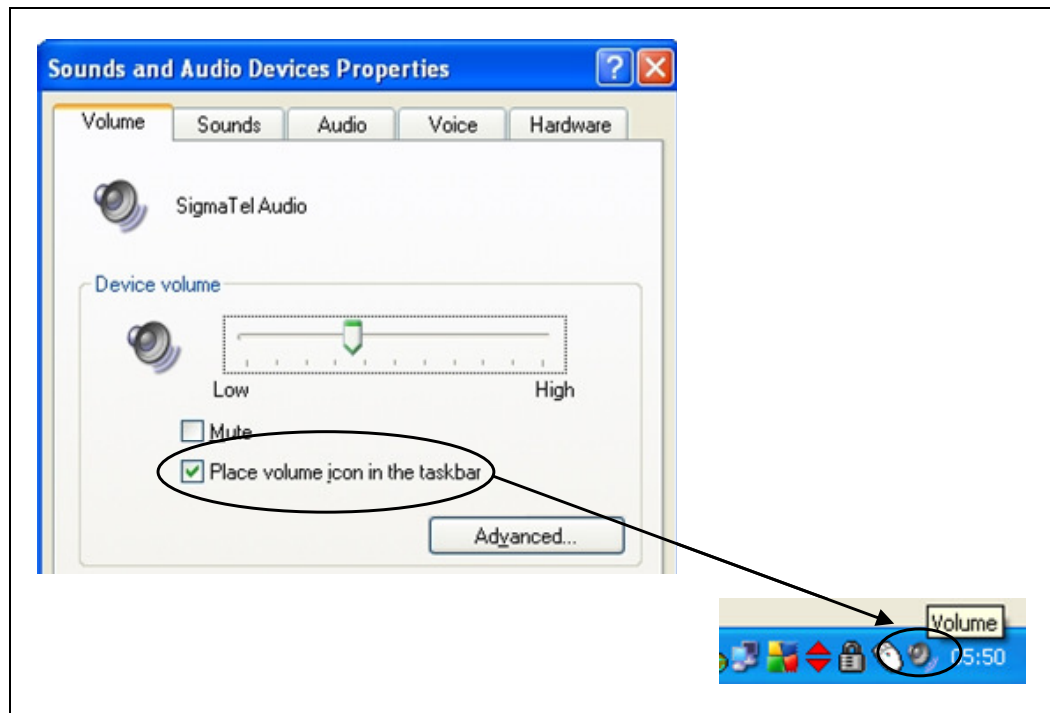 Sounds and Audio Devices Properties
Volume Sounds Audio Voice Hardware
SigmaTel Audio
Device volume
Low High
Mute
Place volume icon in the taskbar
Advanced...
Volume
05:50